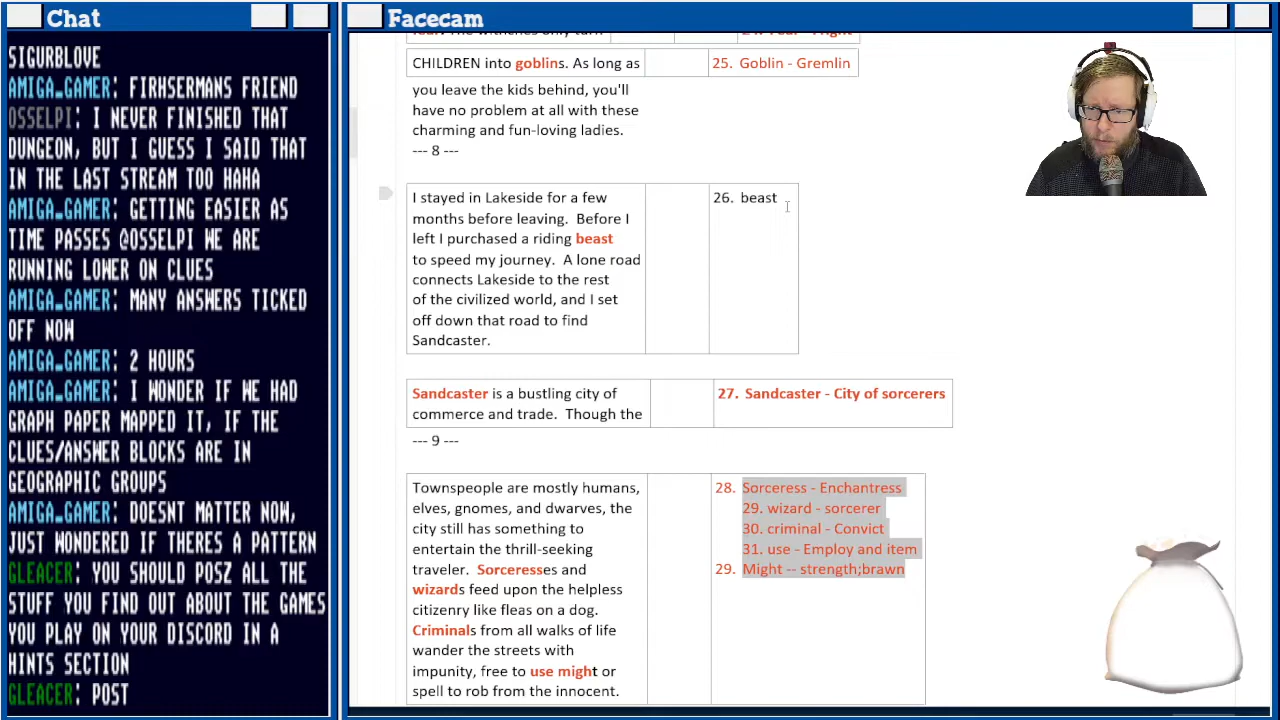 Chat
SIGURBLOVE
AMIGA_GAMER: FIRHSERMANS FRIEND
OSSELPI: I NEVER FINISHED THAT
DUNGEON, BUT I GUESS I SAID THAT
IN THE LAST STREAM TOO HAHA
AMIGA_GAMER: GETTING EASIER AS
TIME PASSES @OSSELPI WE ARE
RUNNING LOWER ON CLUES
AMIGA_GAMER: MANY ANSWERS TICKED
OFF NOW
AMIGA_GAMER: 2 HOURS
AMIGA_GAMER: I WONDER IF WE HAD
GRAPH PAPER MAPPED IT, IF THE
CLUES/ANSWER BLOCKS ARE IN
GEOGRAPHIC GROUPS
AMIGA_GAMER: DOESNT MATTER NOW,
JUST WONDERED IF THERES A PATTERN
GLEACER: YOU SHOULD POSZ ALL THE
STUFF YOU FIND OUT ABOUT THE GAMES
YOU PLAY ON YOUR DISCORD IN A
HINTS SECTION
GLEACER: POST
Facecam
CHILDREN into goblins. As long as
you leave the kids behind, you'll
have no problem at all with these
charming and fun-loving ladies.
25. Goblin - Gremlin
--- 8 ---
I stayed in Lakeside for a few
months before leaving. Before I
left I purchased a riding beast
to speed my journey. A lone road
connects Lakeside to the rest
of the civilized world, and I set
off down that road to find
Sandcaster.
26. beast
Sandcaster is a bustling city of
commerce and trade. Though the
27. Sandcaster - City of sorcerers
--- 9 ---
Townspeople are mostly humans,
elves, gnomes, and dwarves, the
city still has something to
entertain the thrill-seeking
traveler. Sorceresses and
wizards feed upon the helpless
citizenry like fleas on a dog.
Criminals from all walks of life
wander the streets with
impunity, free to use might or
spell to rob from the innocent.
28. Sorceress - Enchantress
29. wizard - sorcerer
30. criminal - Convict
31. use - Employ and item
29. Might -- strength;brawn